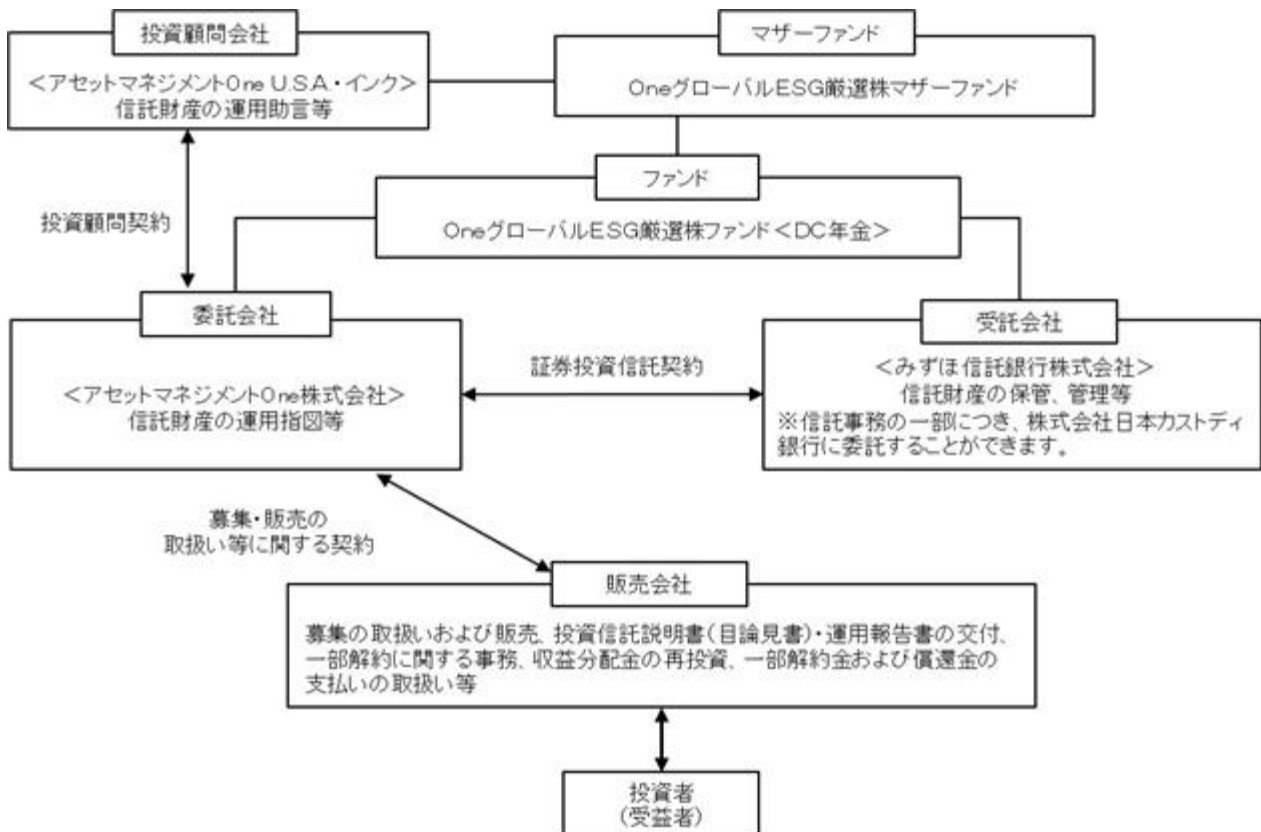 投資顧問会社
<アセットマネジメントOne U.S.A.・インク>
信託財産の運用助言等
マザーファンド
OneグローバルESG厳選株マザーファンド
投資顧問契約
ファンド
OneグローバルESG厳選株ファンド<DC年金>
委託会社
<アセットマネジメントOne株式会社>
信託財産の運用指図等
証券投資信託契約
受託会社
<みずほ信託銀行株式会社>
信託財産の保管、管理等
※信託事務の一部につき、株式会社日本カストディ
銀行に委託することができます。
募集・販売の
取扱い等に関する契約
販売会社
募集の取扱いおよび販売、投資信託説明書(目論見書)・運用報告書の交付、
一部解約に関する事務、収益分配金の再投資、一部解約金および償還金の
支払いの取扱い等
投資者
(受益者)